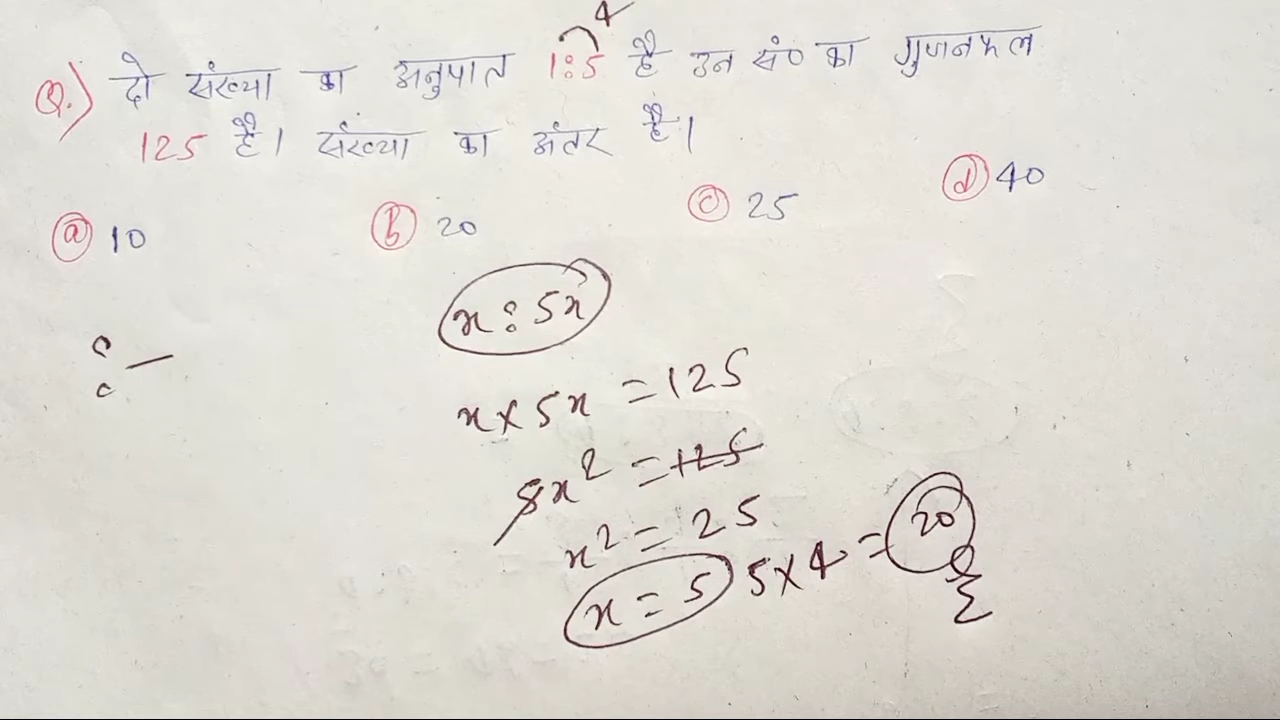 4
Q.) दो संख्या का अनुपात 1:5 है उन सं० का गुणनफल
125 है। संख्या का अंतर है।
(a) 10 (b) 20 (c) 25 (d) 40
:-
x : 5x
x × 5x = 125
5x² = 125
x² = 25
x = 5 5×4 = 20